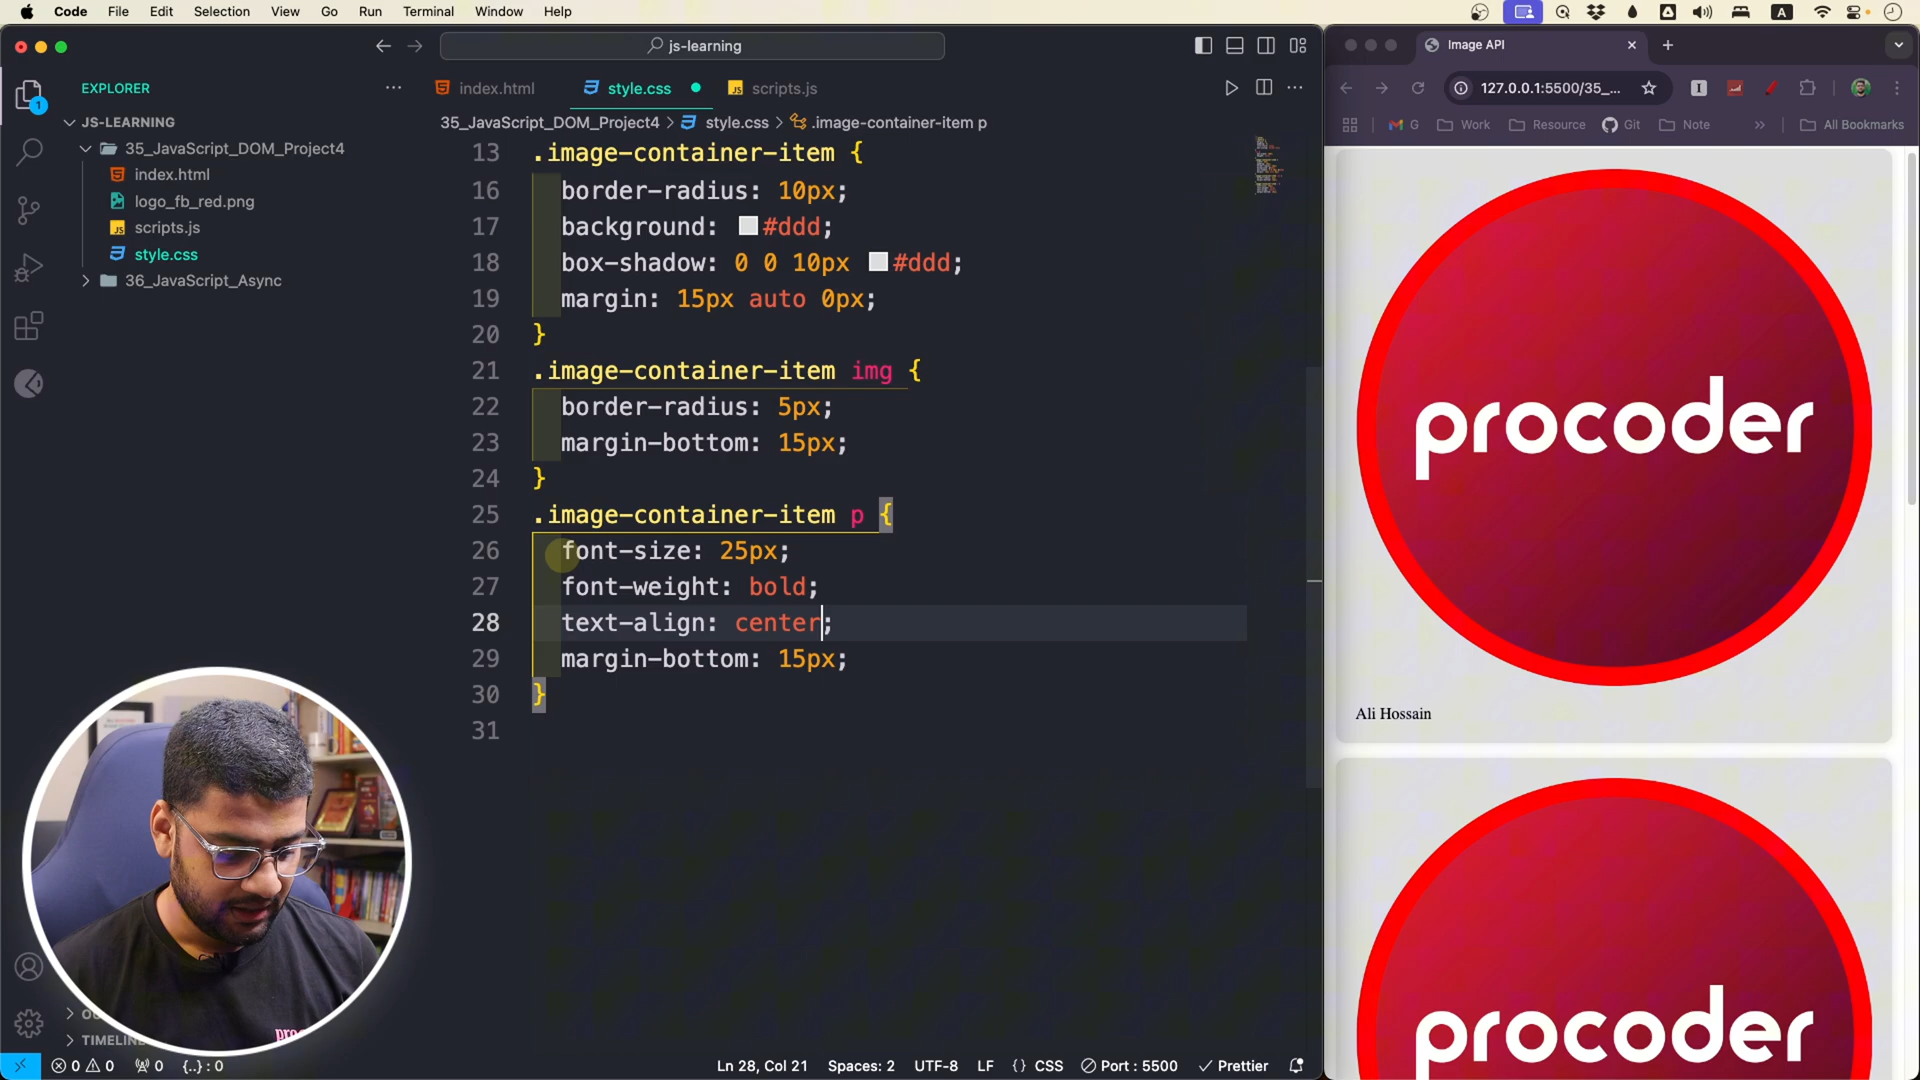 Code File Edit Selection View Go Run Terminal Window Help
js-learning
Image API
EXPLORER
index.html
style.css
scripts.js
127.0.0.1:5500/35_...
JS-LEARNING
35_JavaScript_DOM_Project4 > style.css > .image-container-item p
G Work Resource Git Note >> All Bookmarks
35_JavaScript_DOM_Project4
index.html
logo_fb_red.png
scripts.js
style.css
36_JavaScript_Async
1
13 .image-container-item {
16 border-radius: 10px;
17 background: #ddd;
18 box-shadow: 0 0 10px #ddd;
19 margin: 15px auto 0px;
20 }
21 .image-container-item img {
22 border-radius: 5px;
23 margin-bottom: 15px;
24 }
25 .image-container-item p {
26 font-size: 25px;
27 font-weight: bold;
28 text-align: center;
29 margin-bottom: 15px;
30 }
31
procoder
Ali Hossain
procoder
TIMELINE
0 0 0 {..} : 0
Ln 28, Col 21 Spaces: 2 UTF-8 LF {} CSS Port : 5500 Prettier